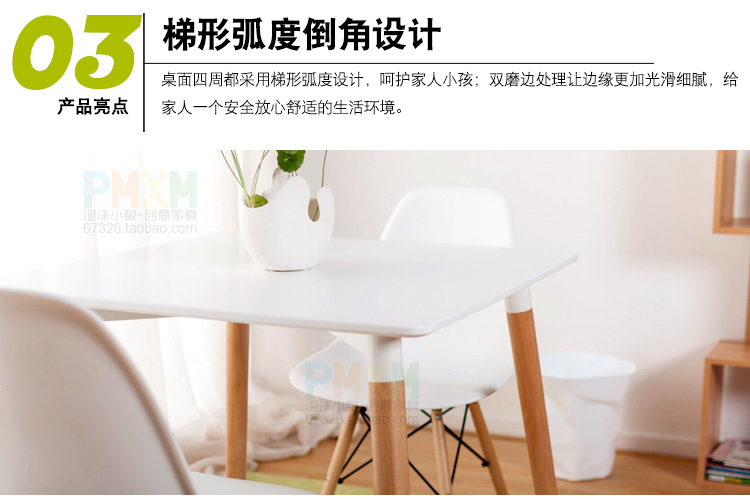 03
产品亮点
梯形弧度倒角设计
桌面四周都采用梯形弧度设计，呵护家人小孩；双磨边处理让边缘更加光滑细腻，给
家人一个安全放心舒适的生活环境。
PMXM
泡沫小敏-创意家具
67328.taobao.com
PMXM
泡沫小敏-创意家具
67328.taobao.com